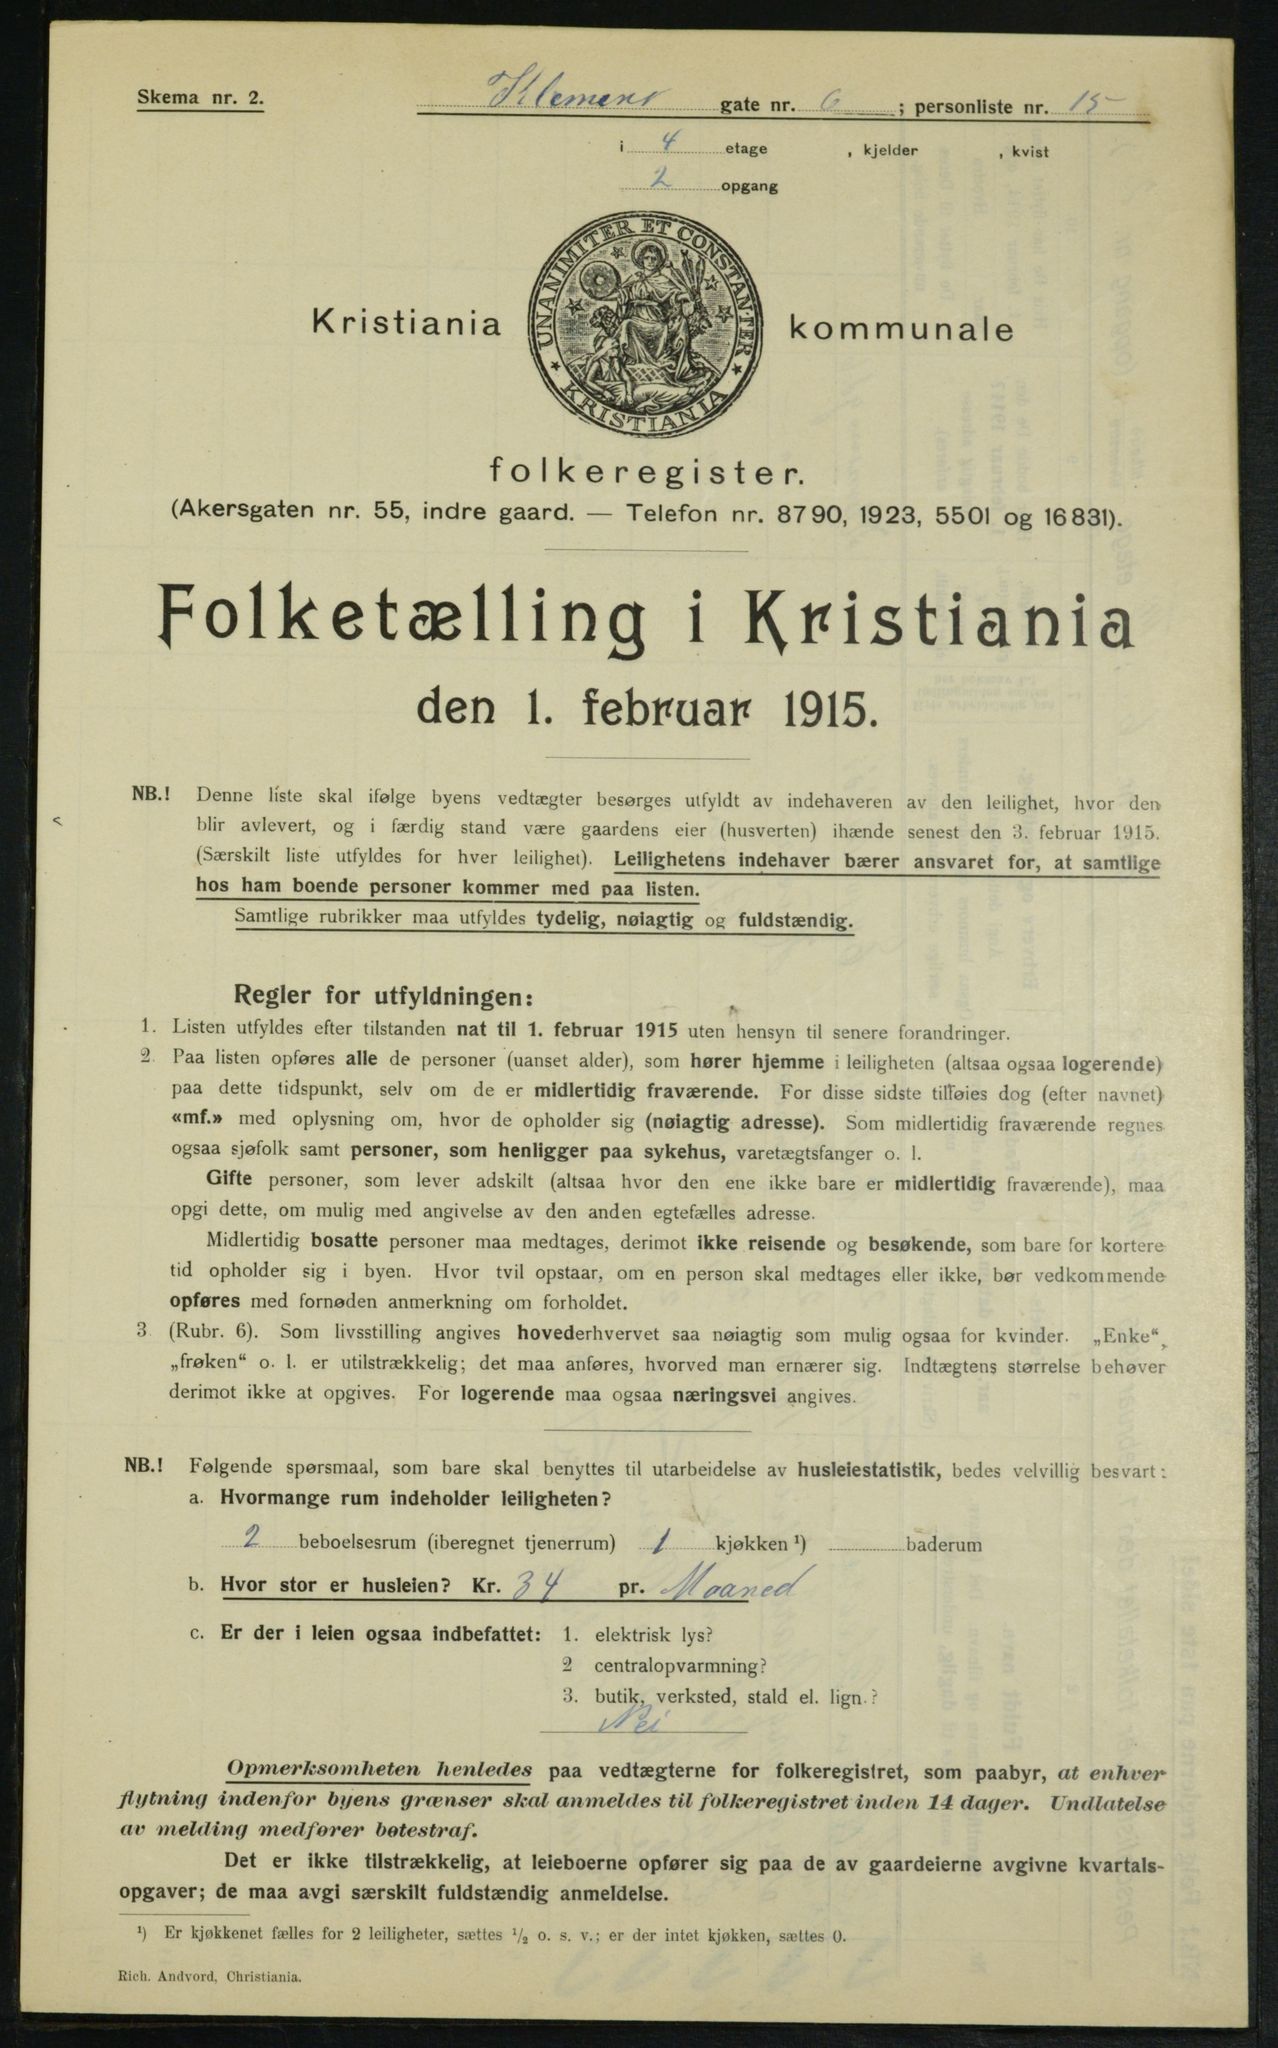 Skema nr. 2.
Klemens gate nr. 6 ; personliste nr. 15
i 4 etage , kjelder , kvist
2 opgang
UNANIMITER ET CONSTANTER
KRISTIANIA
Kristiania kommunale
folkeregister.
(Akersgaten nr. 55, indre gaard. — Telefon nr. 8790, 1923, 5501 og 16831).
Folketælling i Kristiania
den 1. februar 1915.
NB.! Denne liste skal ifølge byens vedtægter besørges utfyldt av indehaveren av den leilighet, hvor den
blir avlevert, og i færdig stand være gaardens eier (husverten) ihænde senest den 3. februar 1915.
(Særskilt liste utfyldes for hver leilighet). Leilighetens indehaver bærer ansvaret for, at samtlige
hos ham boende personer kommer med paa listen.
Samtlige rubrikker maa utfyldes tydelig, nøiagtig og fuldstændig.
Regler for utfyldningen:
1. Listen utfyldes efter tilstanden nat til 1. februar 1915 uten hensyn til senere forandringer.
2. Paa listen opføres alle de personer (uanset alder), som hører hjemme i leiligheten (altsaa ogsaa logerende)
paa dette tidspunkt, selv om de er midlertidig fraværende. For disse sidste tilføies dog (efter navnet)
«mf.» med oplysning om, hvor de opholder sig (nøiagtig adresse). Som midlertidig fraværende regnes
ogsaa sjøfolk samt personer, som henligger paa sykehus, varetægtsfanger o. l.
Gifte personer, som lever adskilt (altsaa hvor den ene ikke bare er midlertidig fraværende), maa
opgi dette, om mulig med angivelse av den anden egtefælles adresse.
Midlertidig bosatte personer maa medtages, derimot ikke reisende og besøkende, som bare for kortere
tid opholder sig i byen. Hvor tvil opstaar, om en person skal medtages eller ikke, bør vedkommende
opføres med fornøden anmerkning om forholdet.
3 (Rubr. 6). Som livsstilling angives hovederhvervet saa nøiagtig som mulig ogsaa for kvinder. „Enke“,
„frøken“ o. l. er utilstrækkelig; det maa anføres, hvorved man ernærer sig. Indtægtens størrelse behøver
derimot ikke at opgives. For logerende maa ogsaa næringsvei angives.
NB.! Følgende spørsmaal, som bare skal benyttes til utarbeidelse av husleiestatistik, bedes velvillig besvart:
a. Hvormange rum indeholder leiligheten?
2 beboelsesrum (iberegnet tjenerrum) 1 kjøkken ¹) baderum
b. Hvor stor er husleien? Kr. 34 pr. Maaned
c. Er der i leien ogsaa indbefattet: 1. elektrisk lys?
2 centralopvarmning?
3. butik, verksted, stald el. lign.?
Nei
Opmerksomheten henledes paa vedtægterne for folkeregistret, som paabyr, at enhver
flytning indenfor byens grænser skal anmeldes til folkeregistret inden 14 dager. Undlatelse
av melding medfører bøtestraf.
Det er ikke tilstrækkelig, at leieboerne opfører sig paa de av gaardeierne avgivne kvartals-
opgaver; de maa avgi særskilt fuldstændig anmeldelse.
¹) Er kjøkkenet fælles for 2 leiligheter, sættes ½ o. s. v.; er der intet kjøkken, sættes 0.
Rich. Andvord, Christiania.